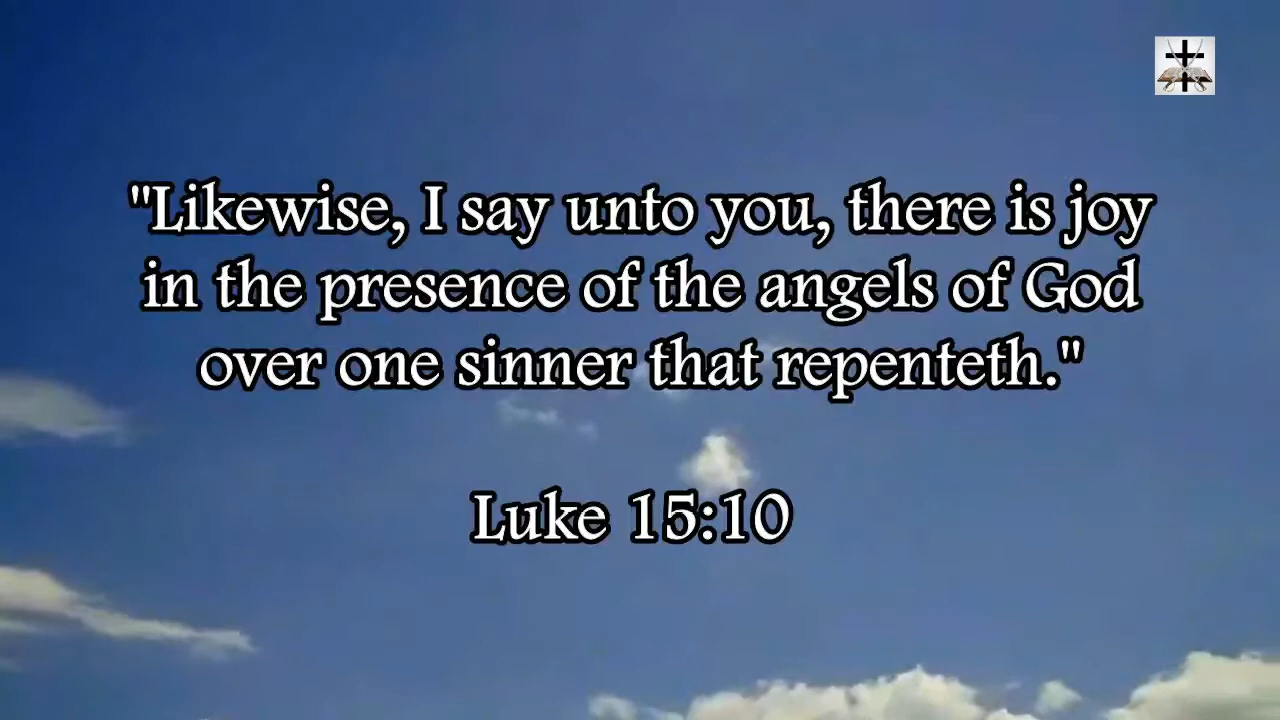 "Likewise, I say unto you, there is joy
in the presence of the angels of God
over one sinner that repenteth."
Luke 15:10